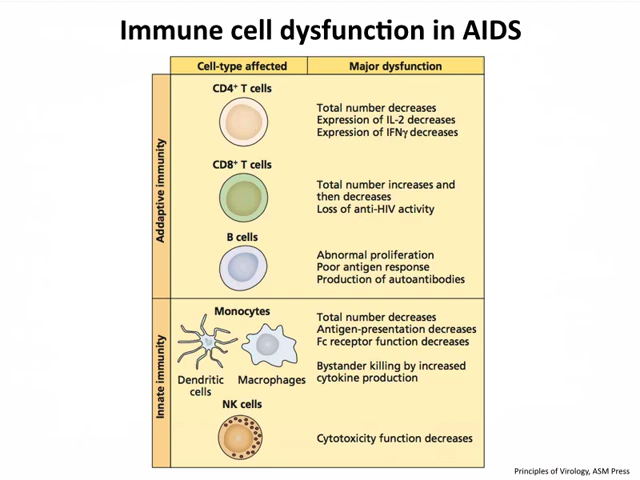 Immune cell dysfunction in AIDS
Cell-type affected
Major dysfunction
Addaptive immunity
CD4⁺ T cells
Total number decreases
Expression of IL-2 decreases
Expression of IFNγ decreases
CD8⁺ T cells
Total number increases and
then decreases
Loss of anti-HIV activity
B cells
Abnormal proliferation
Poor antigen response
Production of autoantibodies
Innate immunity
Monocytes
Dendritic
cells
Macrophages
Total number decreases
Antigen-presentation decreases
Fc receptor function decreases
Bystander killing by increased
cytokine production
NK cells
Cytotoxicity function decreases
Principles of Virology, ASM Press